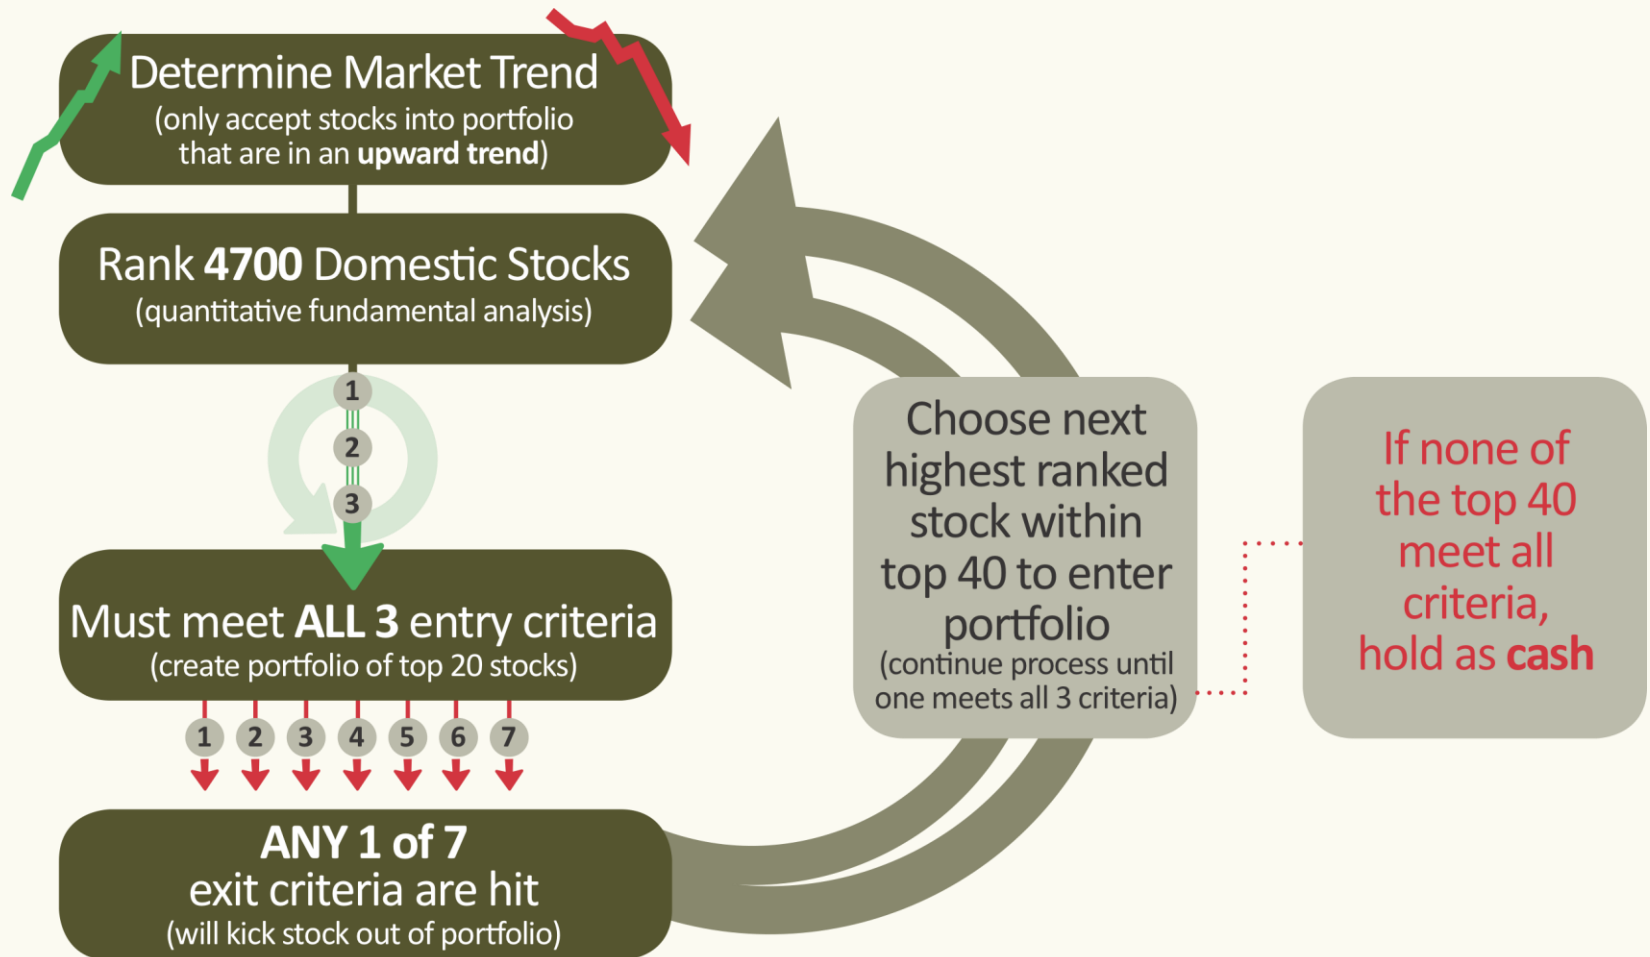 Determine Market Trend
(only accept stocks into portfolio
that are in an upward trend)
Rank 4700 Domestic Stocks
(quantitative fundamental analysis)
1
2
3
Must meet ALL 3 entry criteria
(create portfolio of top 20 stocks)
1 2 3 4 5 6 7
ANY 1 of 7
exit criteria are hit
(will kick stock out of portfolio)
Choose next
highest ranked
stock within
top 40 to enter
portfolio
(continue process until
one meets all 3 criteria)
If none of
the top 40
meet all
criteria,
hold as cash